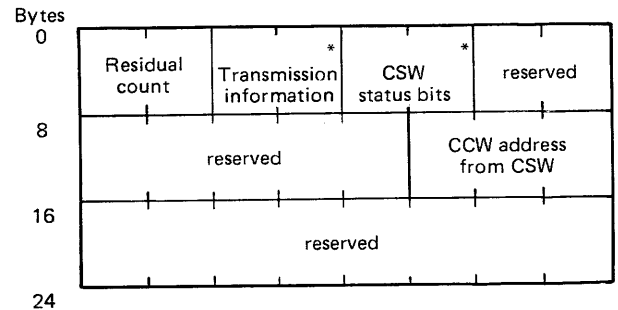 Bytes
0
Residual
count
*
Transmission
information
*
CSW
status bits
reserved
8
reserved
CCW address
from CSW
16
reserved
24